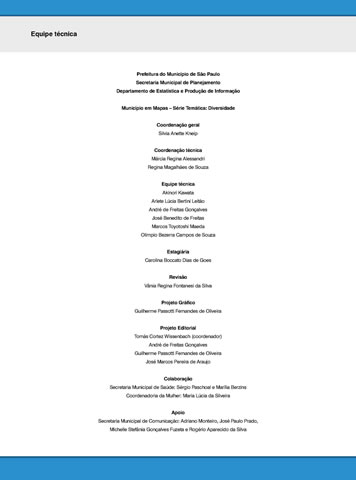 Equipe técnica
Prefeitura do Município de São Paulo
Secretaria Municipal de Planejamento
Departamento de Estatística e Produção de Informação
Município em Mapas – Série Temática: Diversidade
Coordenação geral
Silvia Anette Kneip
Coordenação técnica
Márcia Regina Alessandri
Regina Magalhães de Souza
Equipe técnica
Akinori Kawata
Arlete Lúcia Bertini Leitão
André de Freitas Gonçalves
José Benedito de Freitas
Marcos Toyotoshi Maeda
Olímpio Bezerra Campos de Souza
Estagiária
Carolina Boccato Dias de Goes
Revisão
Vânia Regina Fontanesi da Silva
Projeto Gráfico
Guilherme Passotti Fernandes de Oliveira
Projeto Editorial
Tomás Cortez Wissenbach (coordenador)
André de Freitas Gonçalves
Guilherme Passotti Fernandes de Oliveira
José Marcos Pereira de Araujo
Colaboração
Secretaria Municipal de Saúde: Sérgio Paschoal e Marília Berzins
Coordenadoria da Mulher: Maria Lúcia da Silveira
Apoio
Secretaria Municipal de Comunicação: Adriano Monteiro, José Paulo Prado,
Michelle Stefânia Gonçalves Fuzeta e Rogério Aparecido da Silva